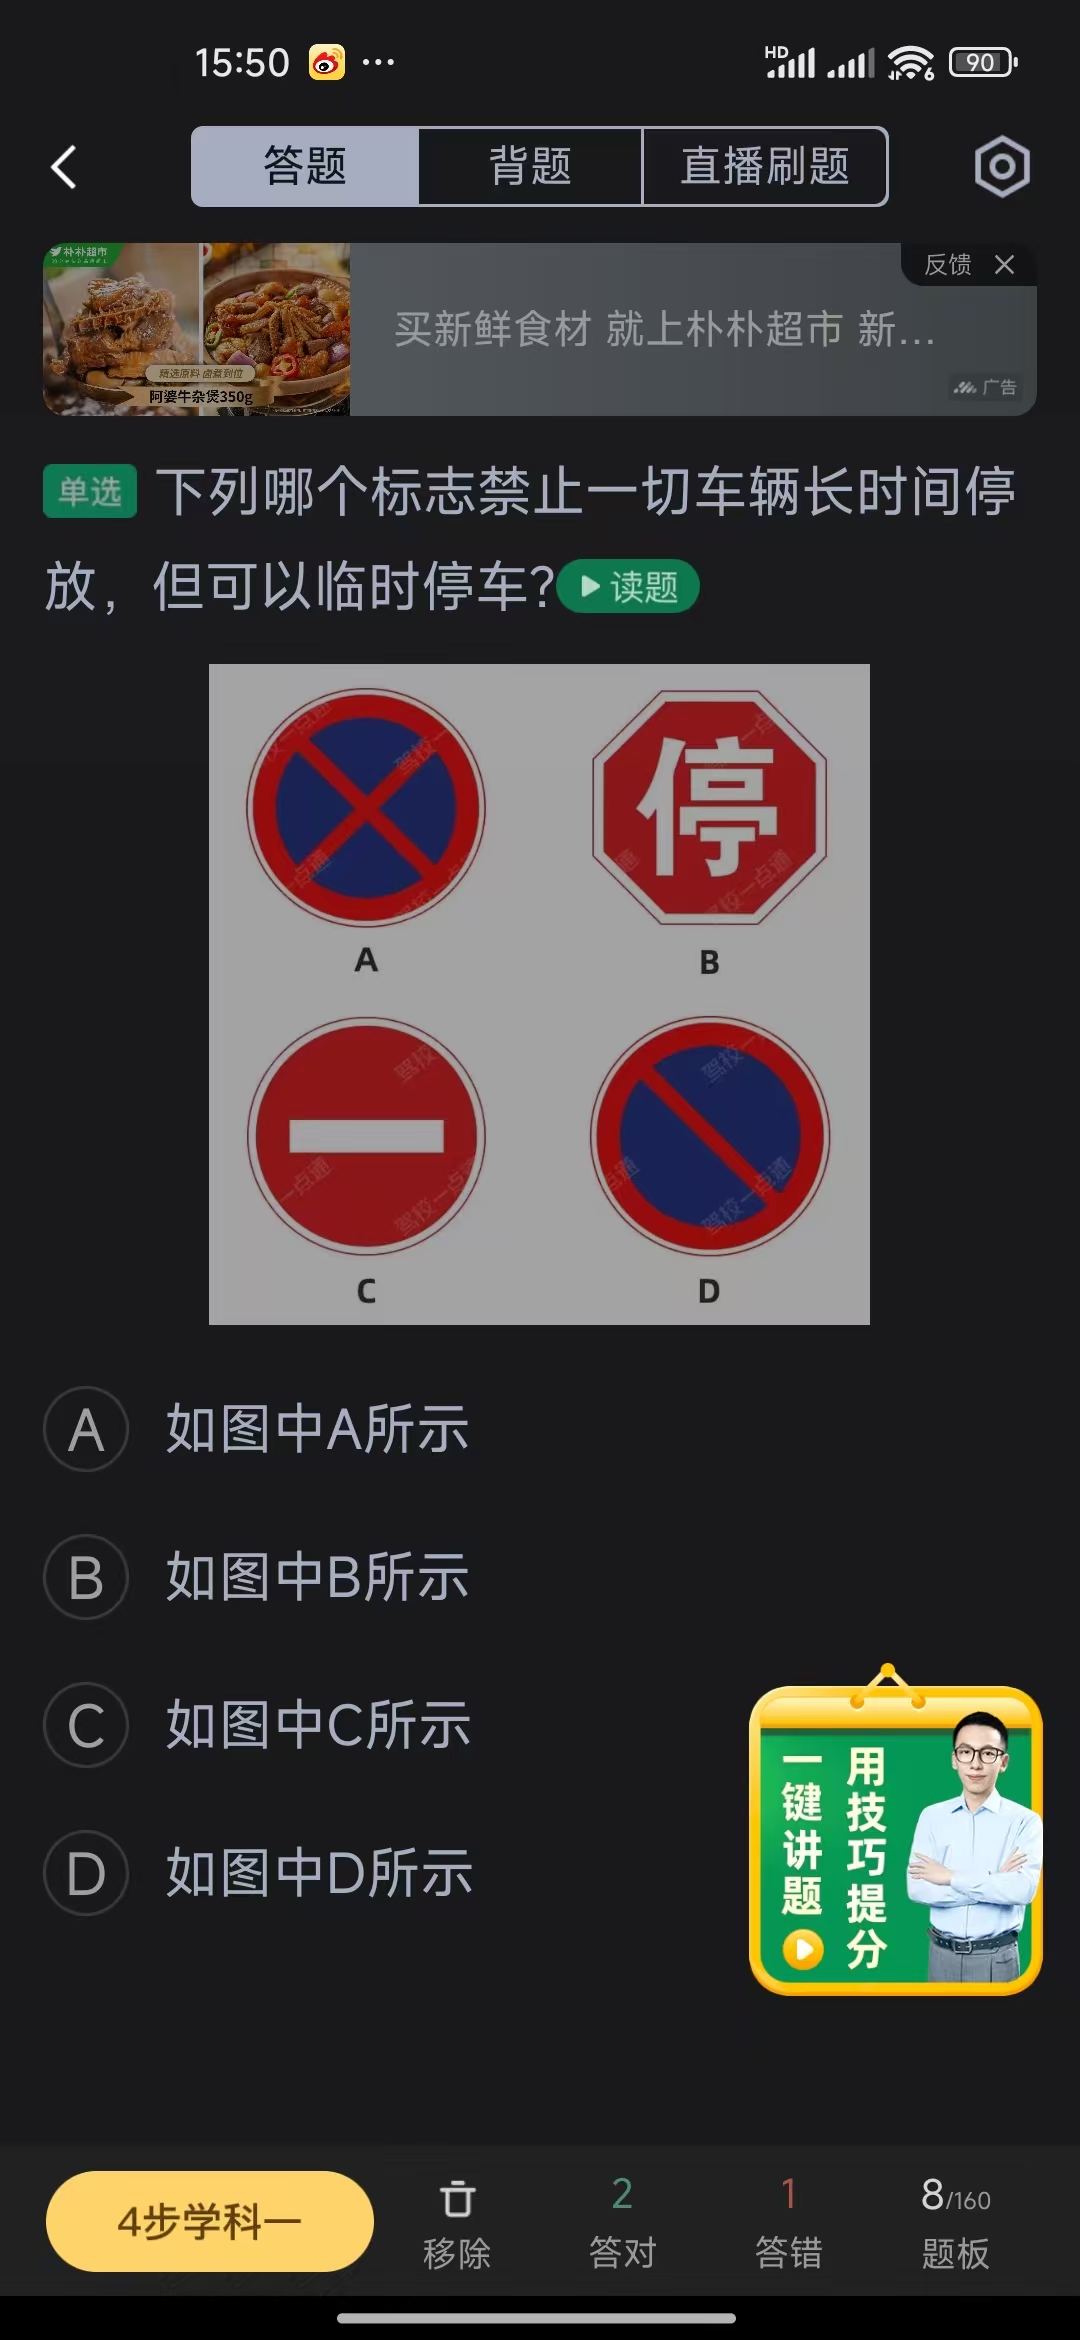 15:50
HD
6
90
答题
背题
直播刷题
朴朴超市
精选原料 卤煮到位
阿婆牛杂煲350g
买新鲜食材 就上朴朴超市 新...
反馈
广告
单选 下列哪个标志禁止一切车辆长时间停
放，但可以临时停车?
读题
停
A
B
C
D
驾校一点通
A 如图中A所示
B 如图中B所示
C 如图中C所示
D 如图中D所示
用技巧提分
一键讲题
4步学科一
移除
2
答对
1
答错
8/160
题板